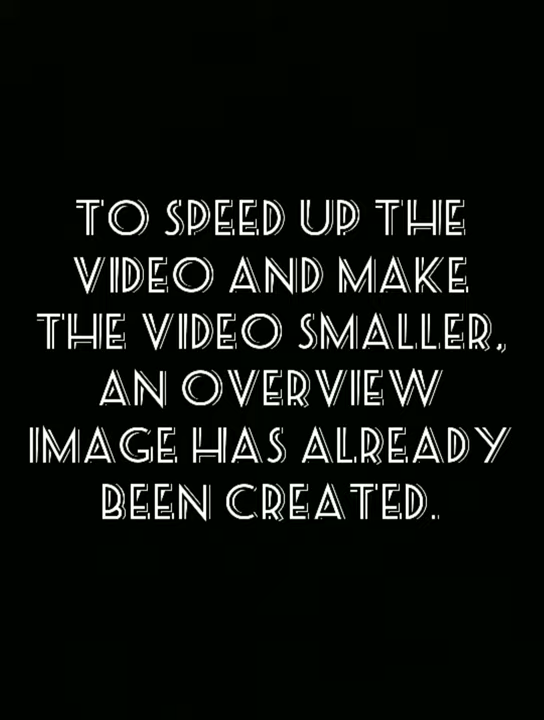 TO SPEED UP THE
VIDEO AND MAKE
THE VIDEO SMALLER,
AN OVERVIEW
IMAGE HAS ALREADY
BEEN CREATED.